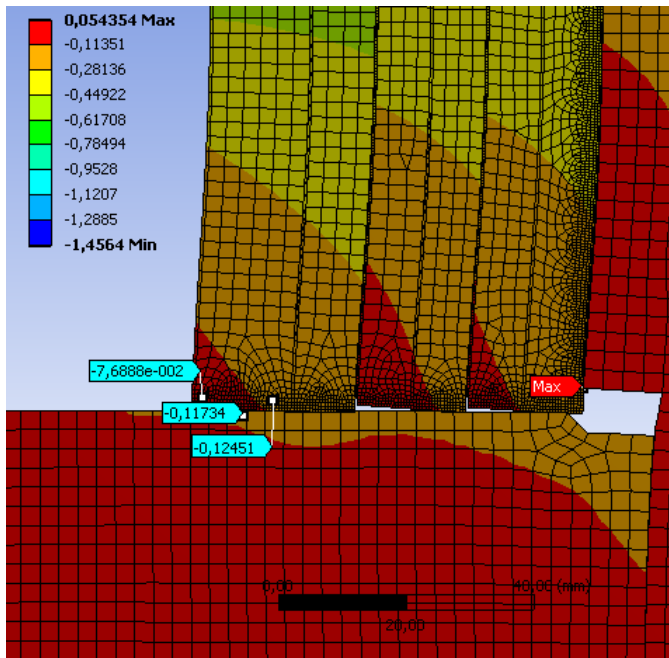 0,054354 Max
-0,11351
-0,28136
-0,44922
-0,61708
-0,78494
-0,9528
-1,1207
-1,2885
-1,4564 Min
-7,6888e-002
Max
-0,11734
-0,12451
0,00
40,00 (mm)
20,00